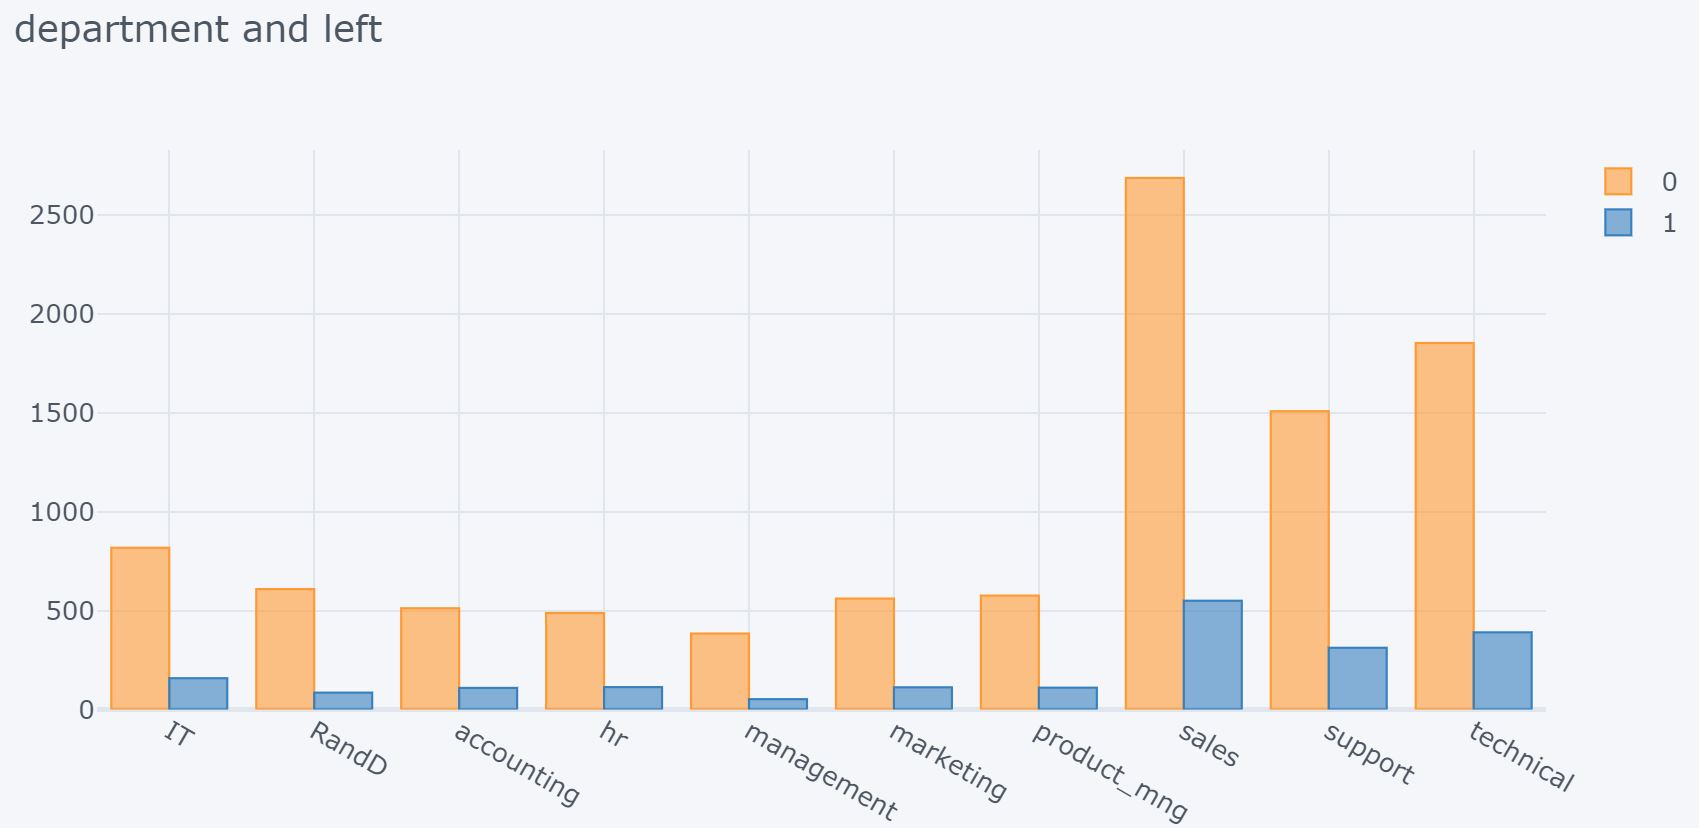 department and left
0
1
2500
2000
1500
1000
500
0
IT
RandD
accounting
hr
management
marketing
product_mng
sales
support
technical